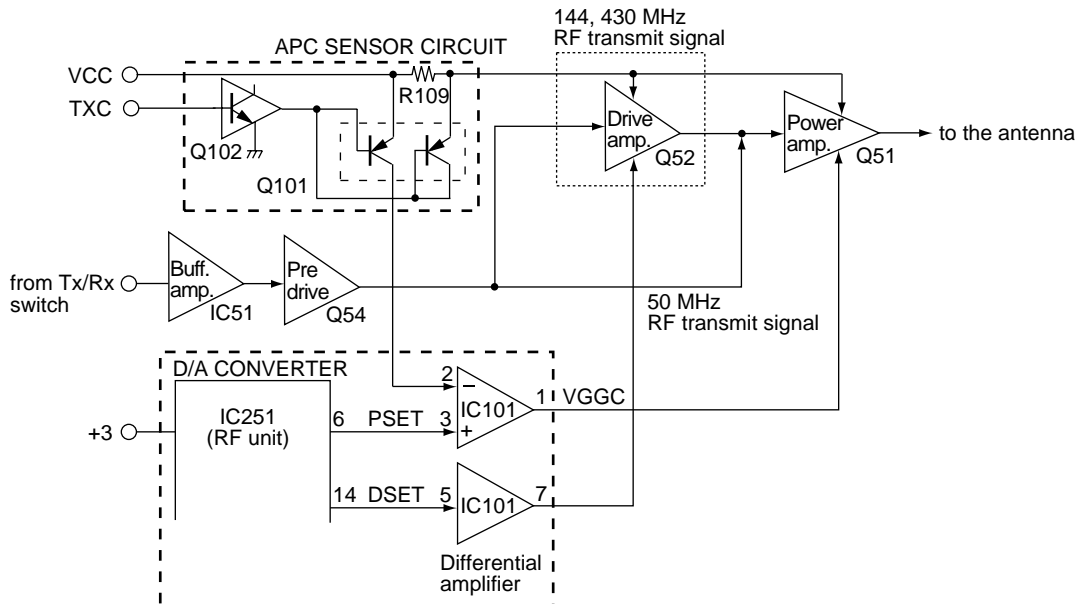 144, 430 MHz
RF transmit signal
APC SENSOR CIRCUIT
VCC
TXC
R109
Q102
Q101
Drive
amp.
Q52
Power
amp.
Q51
to the antenna
from Tx/Rx
switch
Buff.
amp.
IC51
Pre
drive
Q54
50 MHz
RF transmit signal
D/A CONVERTER
IC251
(RF unit)
+3
6 PSET 3
2
–
IC101
+
1 VGGC
14 DSET 5
IC101
7
Differential
amplifier